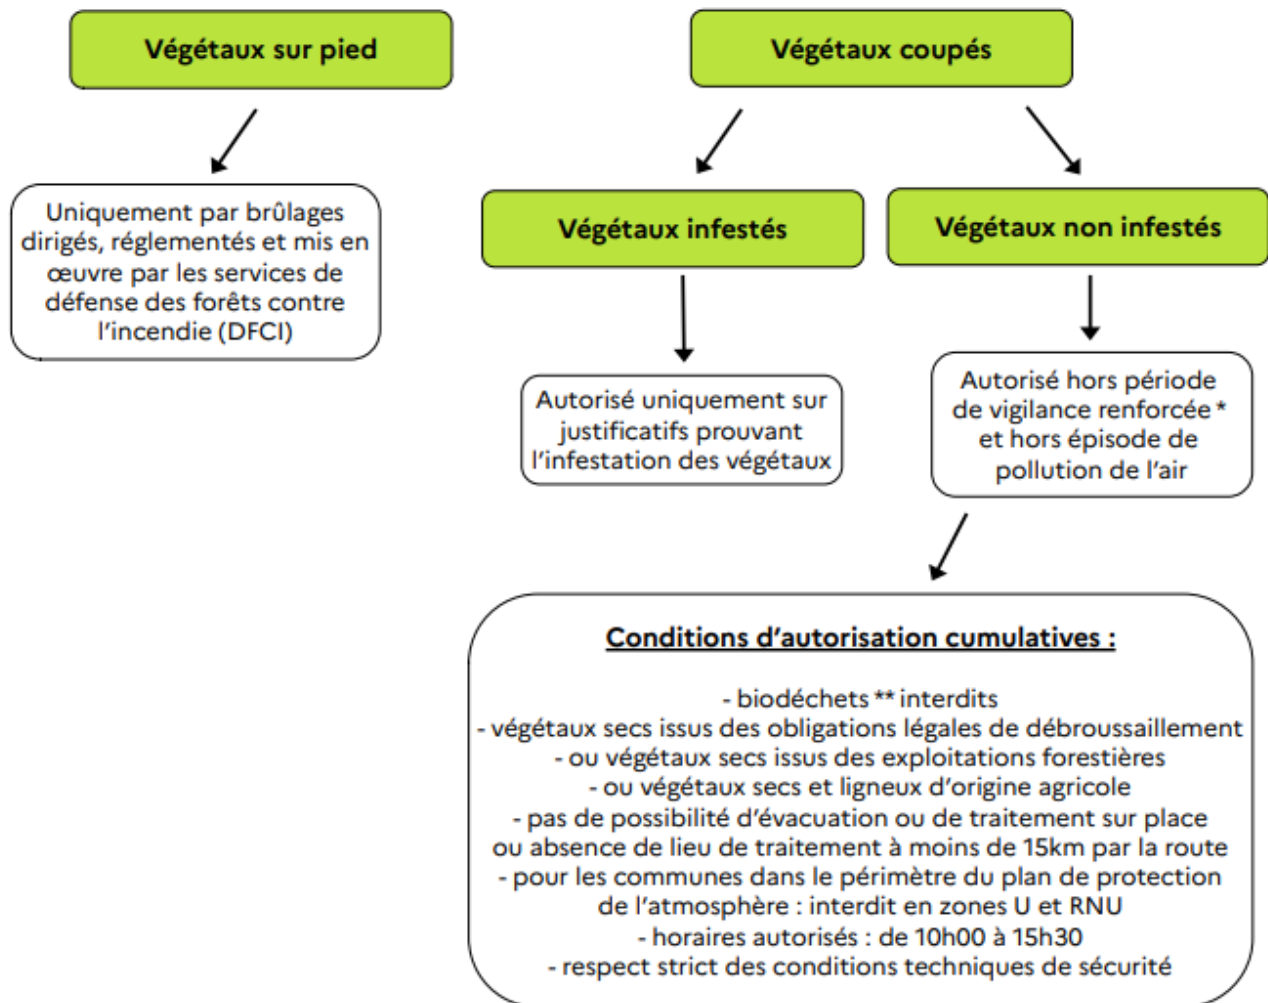 Végétaux sur pied
Végétaux coupés
Uniquement par brûlages
dirigés, réglementés et mis en
œuvre par les services de
défense des forêts contre
l'incendie (DFCI)
Végétaux infestés
Végétaux non infestés
Autorisé uniquement sur
justificatifs prouvant
l'infestation des végétaux
Autorisé hors période
de vigilance renforcée *
et hors épisode de
pollution de l'air
Conditions d'autorisation cumulatives :
- biodéchets ** interdits
- végétaux secs issus des obligations légales de débroussaillement
- ou végétaux secs issus des exploitations forestières
- ou végétaux secs et ligneux d'origine agricole
- pas de possibilité d'évacuation ou de traitement sur place
ou absence de lieu de traitement à moins de 15km par la route
- pour les communes dans le périmètre du plan de protection
de l'atmosphère : interdit en zones U et RNU
- horaires autorisés : de 10h00 à 15h30
- respect strict des conditions techniques de sécurité